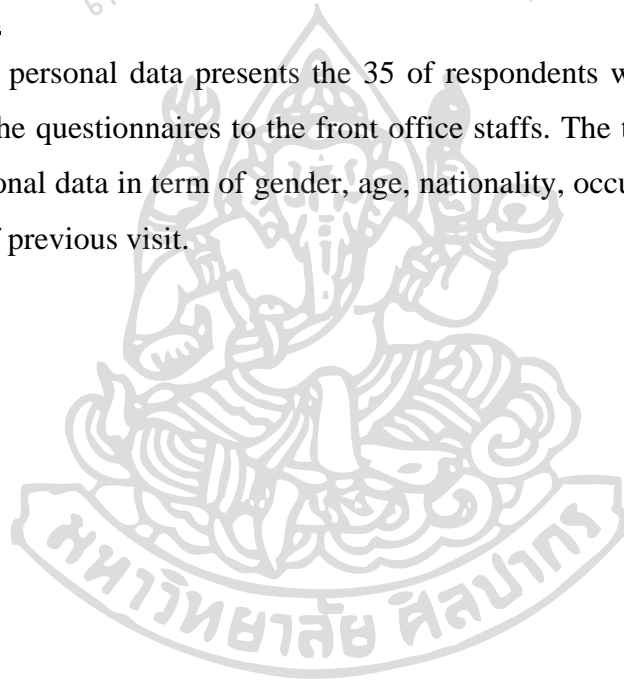 personal data presents the 35 of respondents w
he questionnaires to the front office staffs. The t
onal data in term of gender, age, nationality, occu
previous visit.
มหาวิทยาลัย ศิลปากร